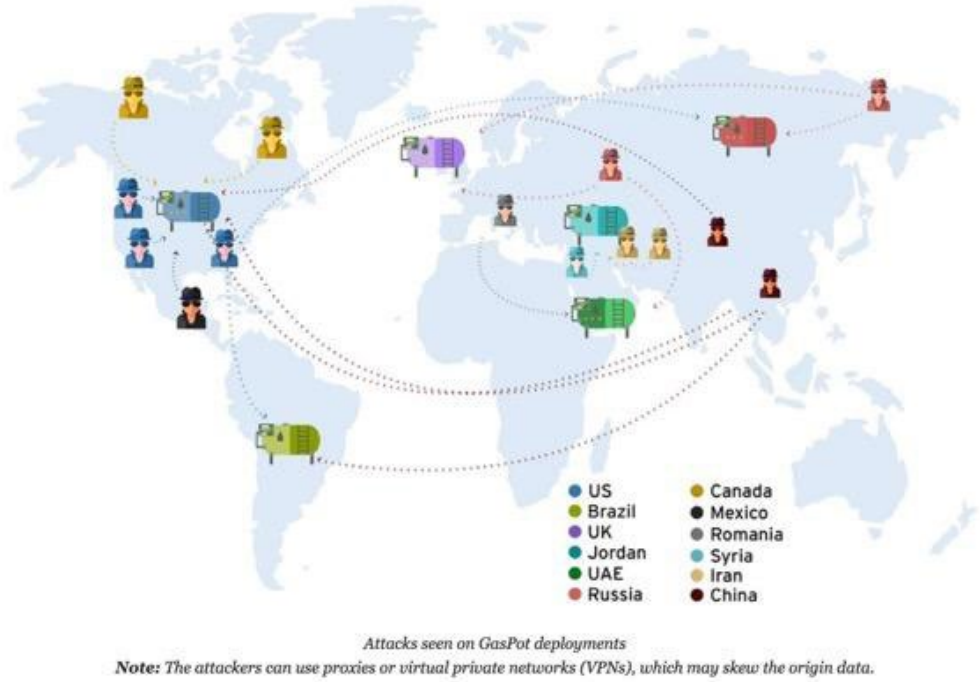 US
Brazil
UK
Jordan
UAE
Russia
Canada
Mexico
Romania
Syria
Iran
China
Attacks seen on GasPot deployments
Note: The attackers can use proxies or virtual private networks (VPNs), which may skew the origin data.